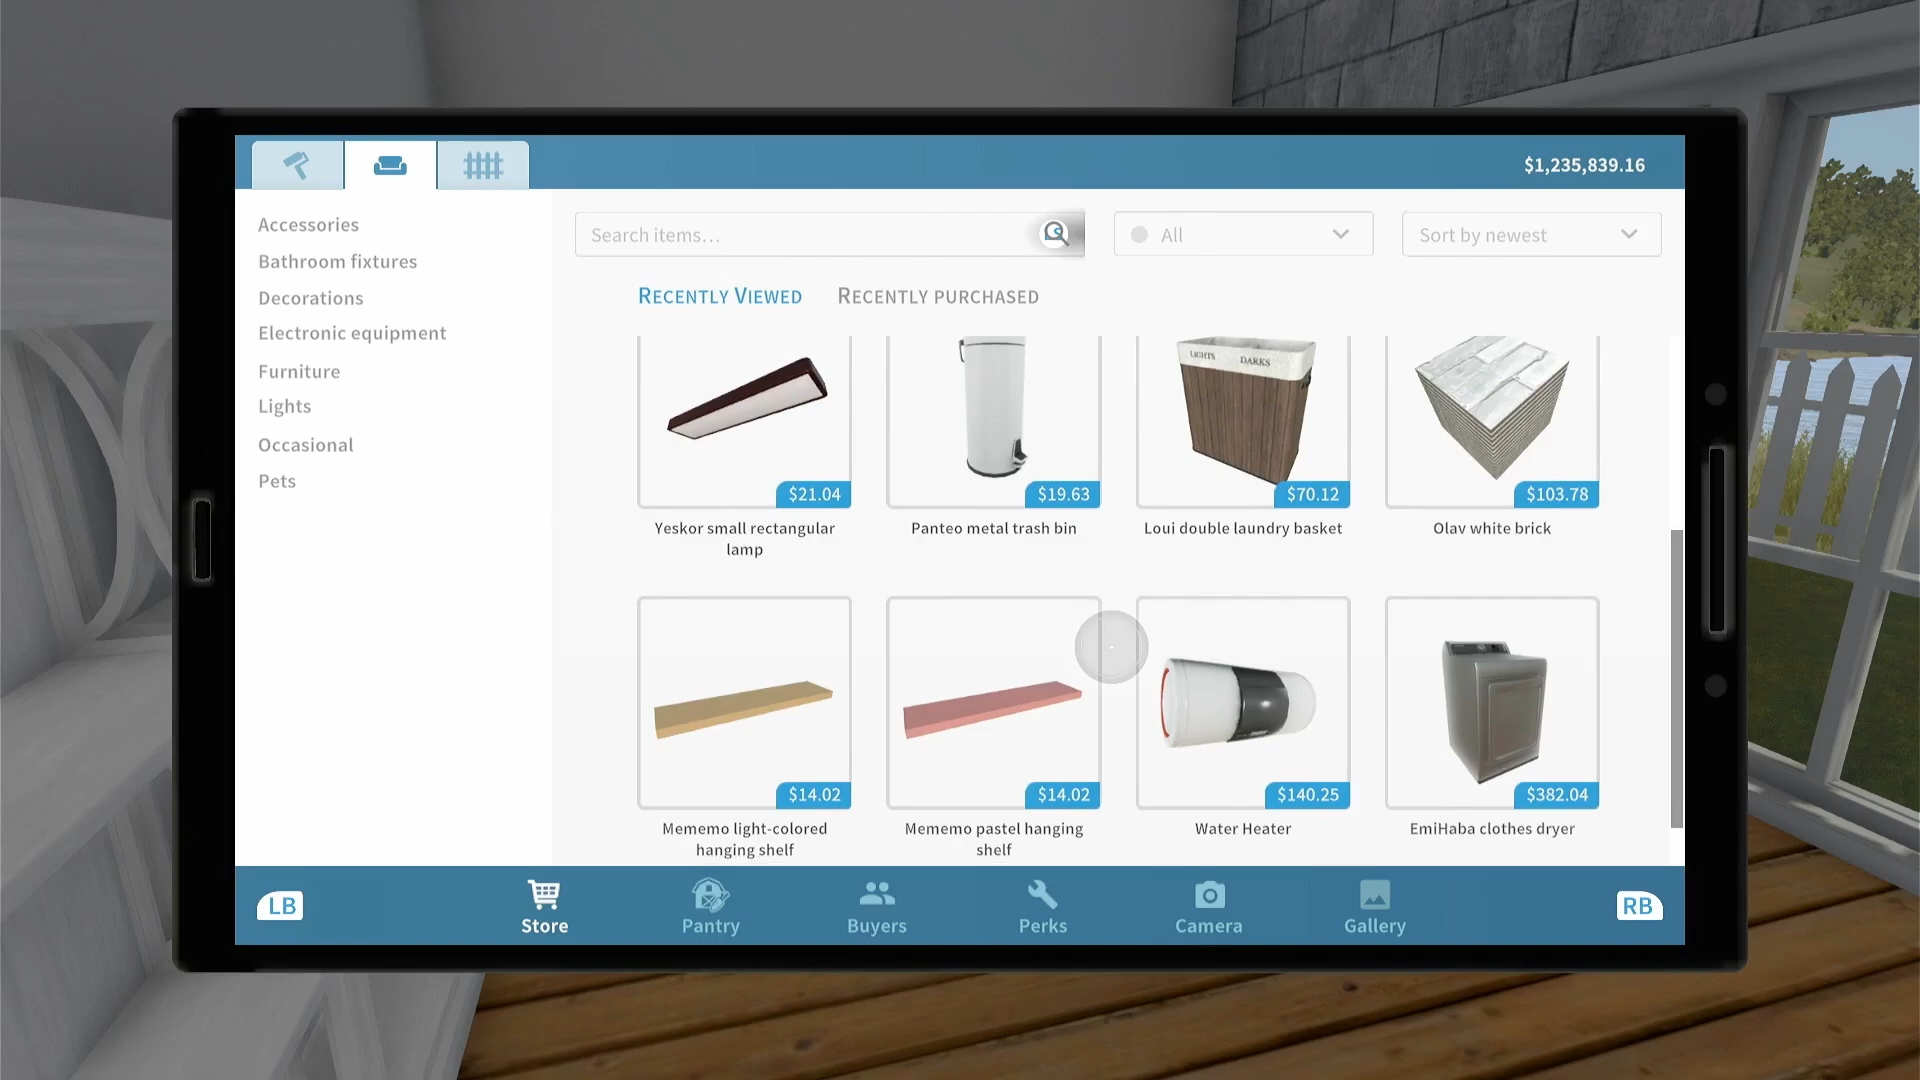 $1,235,839.16
Accessories
Bathroom fixtures
Decorations
Electronic equipment
Furniture
Lights
Occasional
Pets
Search items...
LS
All
Sort by newest
RECENTLY VIEWED
RECENTLY PURCHASED
LIGHTS DARKS
$21.04
$19.63
$70.12
$103.78
Yeskor small rectangular
lamp
Panteo metal trash bin
Loui double laundry basket
Olav white brick
$14.02
$14.02
$140.25
$382.04
Mememo light-colored
hanging shelf
Mememo pastel hanging
shelf
Water Heater
EmiHaba clothes dryer
LB
Store
Pantry
Buyers
Perks
Camera
Gallery
RB